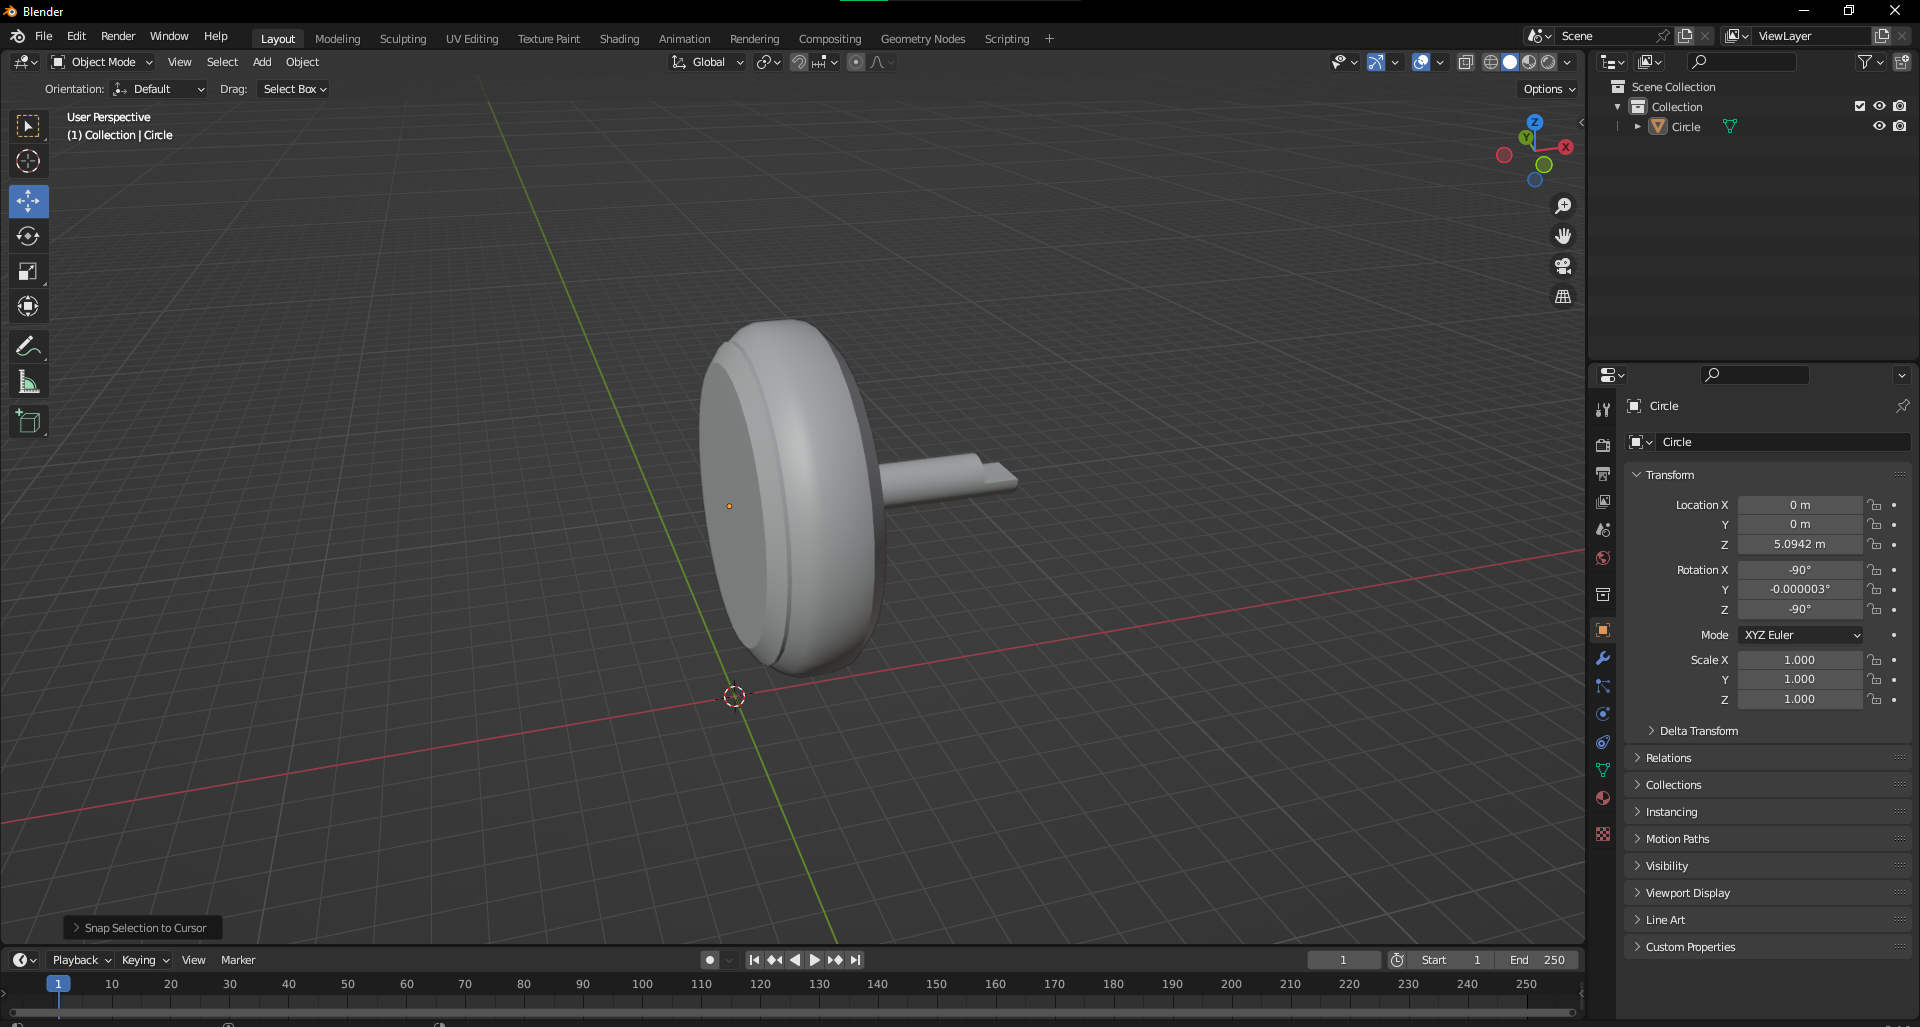 Blender
File Edit Render Window Help Layout Modeling Sculpting UV Editing Texture Paint Shading Animation Rendering Compositing Geometry Nodes Scripting + Scene ViewLayer
Object Mode View Select Add Object Global
Orientation: Default Drag: Select Box Options
User Perspective
(1) Collection | Circle
Z
Y
X
Scene Collection
Collection
Circle
Circle
Circle
Transform
Location X 0 m
Y 0 m
Z 5.0942 m
Rotation X -90°
Y -0.000003°
Z -90°
Mode XYZ Euler
Scale X 1.000
Y 1.000
Z 1.000
Delta Transform
Relations
Collections
Instancing
Motion Paths
Visibility
Viewport Display
Line Art
Custom Properties
Snap Selection to Cursor
Playback Keying View Marker 1 Start 1 End 250
1 10 20 30 40 50 60 70 80 90 100 110 120 130 140 150 160 170 180 190 200 210 220 230 240 250